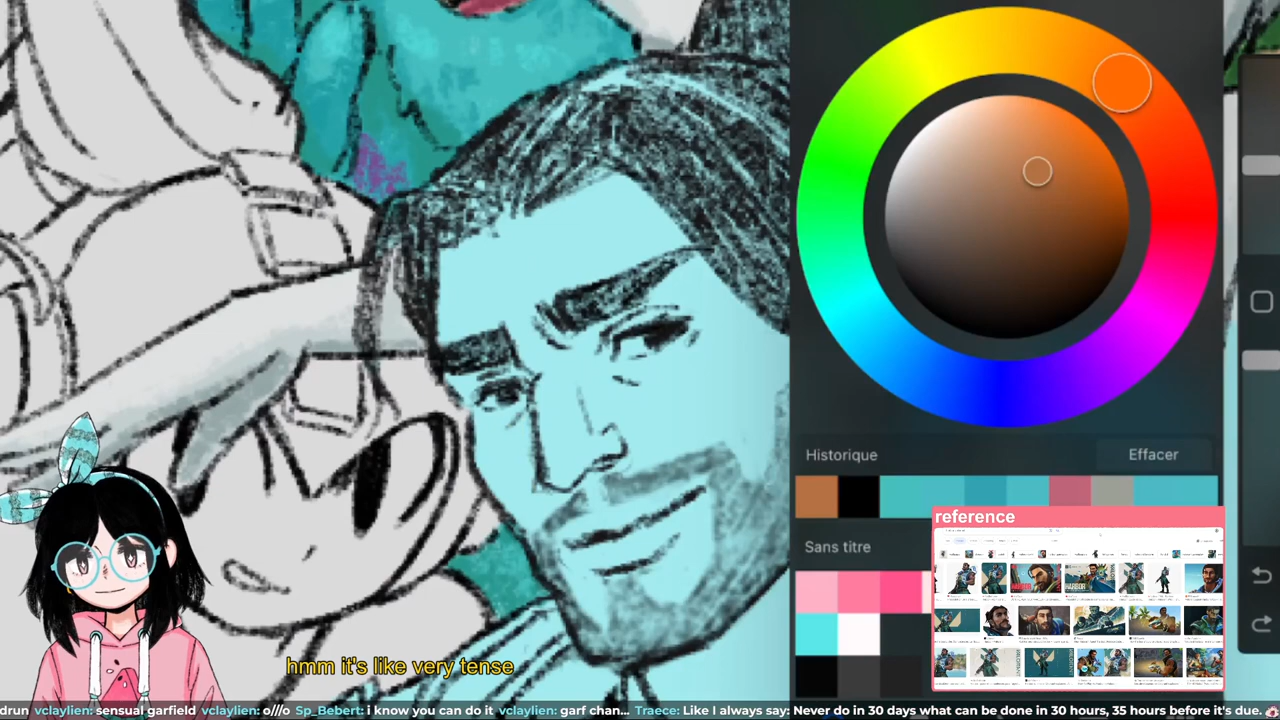 Historique
Effacer
reference
Sans titre
HARBOR
hmm it's like very tense
drun vclaylien: sensual garfield vclaylien: o///o Sp_Bebert: i know you can do it vclaylien: garf chan... Traece: Like I always say: Never do in 30 days what can be done in 30 hours, 35 hours before it's due.